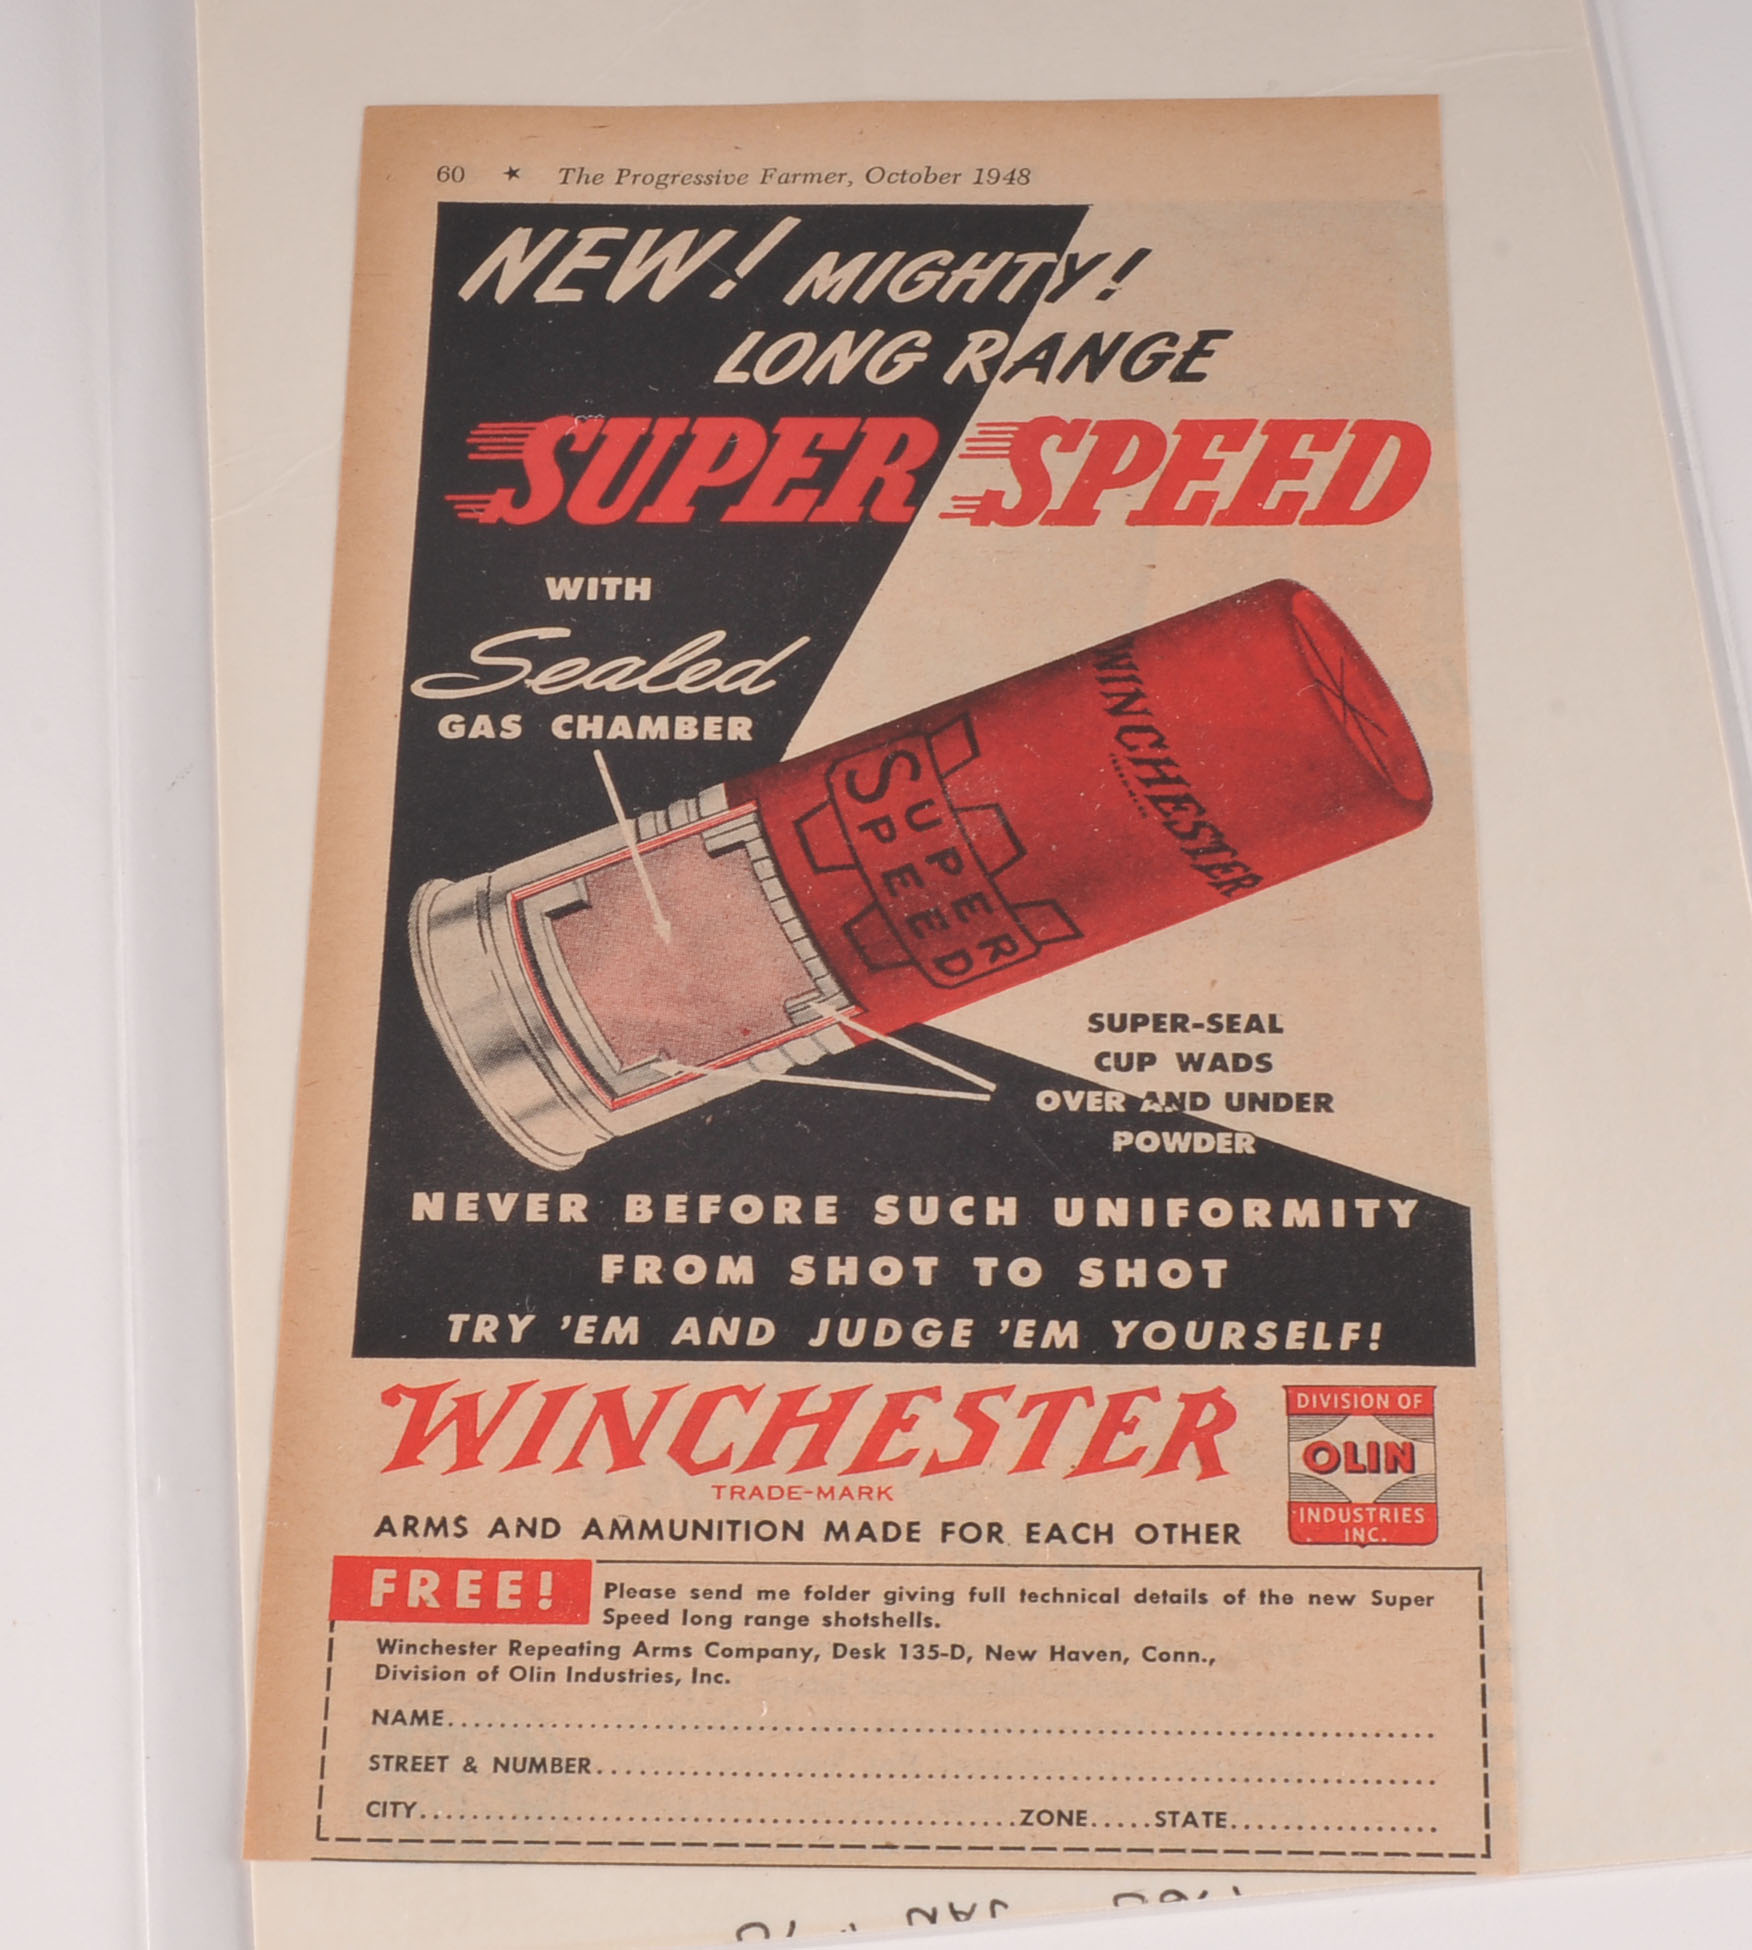 60 ★ The Progressive Farmer, October 1948
NEW! MIGHTY!
LONG RANGE
SUPER SPEED
WITH
Sealed
GAS CHAMBER
WINCHESTER
SUPER
SPEED
SUPER-SEAL
CUP WADS
OVER AND UNDER
POWDER
NEVER BEFORE SUCH UNIFORMITY
FROM SHOT TO SHOT
TRY 'EM AND JUDGE 'EM YOURSELF!
WINCHESTER
TRADE-MARK
ARMS AND AMMUNITION MADE FOR EACH OTHER
DIVISION OF
OLIN
INDUSTRIES
INC.
FREE!
Please send me folder giving full technical details of the new Super
Speed long range shotshells.
Winchester Repeating Arms Company, Desk 135-D, New Haven, Conn.,
Division of Olin Industries, Inc.
NAME
STREET & NUMBER
CITY ZONE STATE